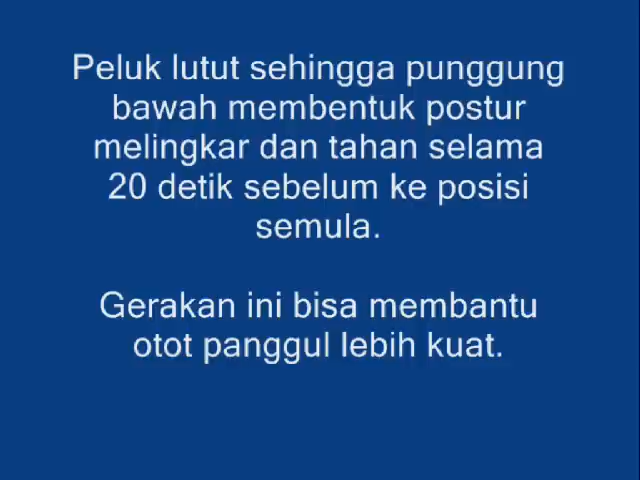 Peluk lutut sehingga punggung
bawah membentuk postur
melingkar dan tahan selama
20 detik sebelum ke posisi
semula.
Gerakan ini bisa membantu
otot panggul lebih kuat.